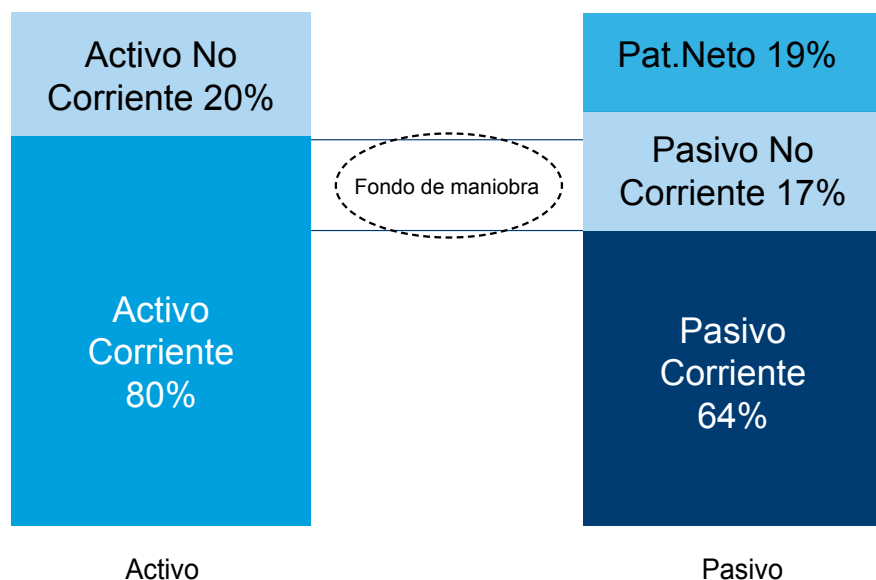 Activo No
Corriente 20%
Activo
Corriente
80%
Fondo de maniobra
Pat.Neto 19%
Pasivo No
Corriente 17%
Pasivo
Corriente
64%
Activo
Pasivo